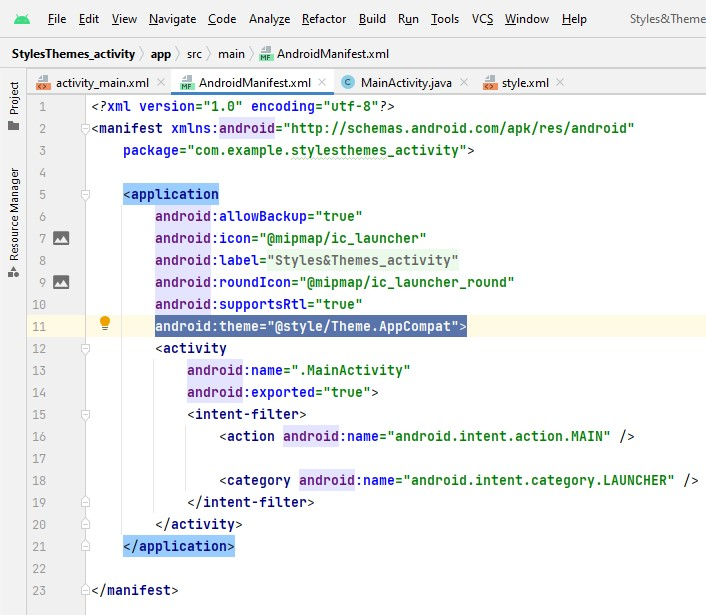 File Edit View Navigate Code Analyze Refactor Build Run Tools VCS Window Help Styles&Theme
StylesThemes_activity app src main AndroidManifest.xml
activity_main.xml AndroidManifest.xml MainActivity.java style.xml
Project
Resource Manager
1 <?xml version="1.0" encoding="utf-8"?>
2 <manifest xmlns:android="http://schemas.android.com/apk/res/android"
3 package="com.example.stylesthemes_activity">
4
5 <application
6 android:allowBackup="true"
7 android:icon="@mipmap/ic_launcher"
8 android:label="Styles&Themes_activity"
9 android:roundIcon="@mipmap/ic_launcher_round"
10 android:supportsRtl="true"
11 android:theme="@style/Theme.AppCompat">
12 <activity
13 android:name=".MainActivity"
14 android:exported="true">
15 <intent-filter>
16 <action android:name="android.intent.action.MAIN" />
17
18 <category android:name="android.intent.category.LAUNCHER" />
19 </intent-filter>
20 </activity>
21 </application>
22
23 </manifest>